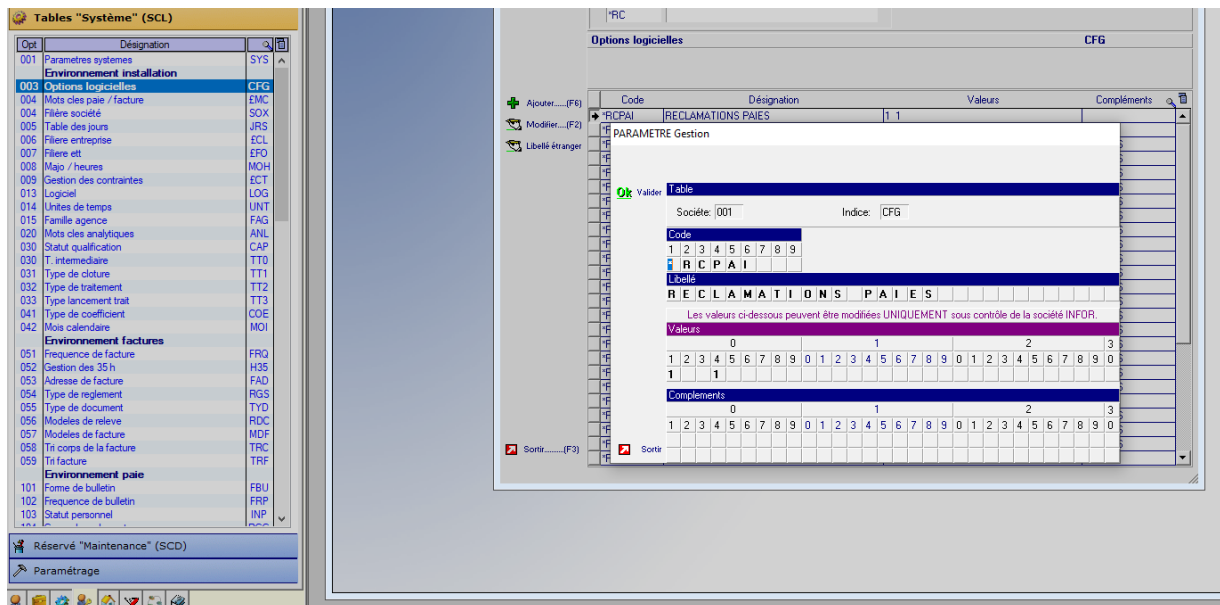 Tables "Système" (SCL)
Opt Désignation
001 Parametres systemes SYS
Environnement installation
003 Options logicielles CFG
004 Mots cles paie / facture £MC
004 Filière société SOX
005 Table des jours JRS
006 Filiere entreprise £CL
007 Filiere ett £FO
008 Majo / heures MOH
009 Gestion des contraintes £CT
013 Logiciel LOG
014 Unites de temps UNT
015 Famille agence FAG
020 Mots cles analytiques ANL
030 Statut qualification CAP
030 T. intermediaire TT0
031 Type de cloture TT1
032 Type de traitement TT2
033 Type lancement trait TT3
041 Type de coefficient COE
042 Mois calendaire MOI
Environnement factures
051 Frequence de facture FRQ
052 Gestion des 35 h H35
053 Adresse de facture FAD
054 Type de reglement RGS
055 Type de document TYD
056 Modeles de releve RDC
057 Modeles de facture MDF
058 Tri corps de la facture TRC
059 Tri facture TRF
Environnement paie
101 Forme de bulletin FBU
102 Frequence de bulletin FRP
103 Statut personnel INP
Réservé "Maintenance" (SCD)
Paramétrage
*RC
Options logicielles CFG
Ajouter......(F6)
Modifier....(F2)
Libellé étranger
Sortir.........(F3)
Code Désignation Valeurs Compléments
*RCPAI RECLAMATIONS PAIES 1 1
PARAMETRE Gestion
Ok Valider
Table
Société: 001 Indice: CFG
Code
1 2 3 4 5 6 7 8 9
* R C P A I
Libellé
R E C L A M A T I O N S P A I E S
Les valeurs ci-dessous peuvent être modifiées UNIQUEMENT sous contrôle de la société INFOR.
Valeurs
0 1 2 3
1 2 3 4 5 6 7 8 9 0 1 2 3 4 5 6 7 8 9 0 1 2 3 4 5 6 7 8 9 0
1 1
Complements
0 1 2 3
1 2 3 4 5 6 7 8 9 0 1 2 3 4 5 6 7 8 9 0 1 2 3 4 5 6 7 8 9 0
Sortir